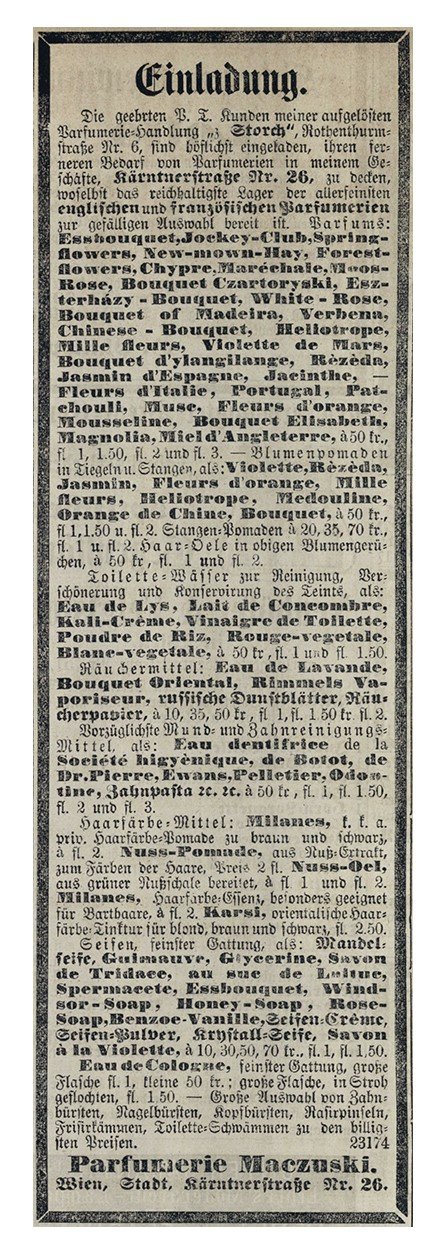 Einladung.
Die geehrten P. T. Kunden meiner aufgelösten
Parfumerie-Handlung „z Storch“, Rothenthurm-
straße Nr. 6, sind höflichst eingeladen, ihren fer-
neren Bedarf von Parfumerien in meinem Ge-
schäfte, Kärntnerstraße Nr. 26, zu decken,
woselbst das reichhaltigste Lager der allerfeinsten
englischen und französischen Parfumerien
zur gefälligen Auswahl bereit ist. Parfums:
Essbouquet, Jockey-Club, Spring-
flowers, New-mown-Hay, Forest-
flowers, Chypre, Maréchale, Moos-
Rose, Bouquet Czartoryski, Esz-
terházy-Bouquet, White-Rose,
Bouquet of Madeira, Verbena,
Chinese-Bouquet, Heliotrope,
Mille fleurs, Violette de Mars,
Bouquet d'ylangilange, Rèzèda,
Jasmin d'Espagne, Jacinthe, —
Fleurs d'Italie, Portugal, Pat-
chouli, Musc, Fleurs d'orange,
Mousseline, Bouquet Elisabeth,
Magnolia, Miel d'Angleterre, à 50 kr.,
fl 1, 1.50, fl. 2 und fl. 3. — Blumenpomaden
in Tiegeln u. Stangen, als: Violette, Rèzèda,
Jasmin, Fleurs d'orange, Mille
fleurs, Heliotrope, Medouline,
Orange de Chine, Bouquet, à 50 kr.,
fl 1, 1.50 u. fl. 2. Stangen-Pomaden à 20, 35, 70 kr.,
fl. 1 u. fl. 2. Haar-Oele in obigen Blumengerü-
chen, à 50 kr., fl. 1 und fl. 2.
Toilette-Wässer zur Reinigung, Ver-
schönerung und Konservirung des Teints, als:
Eau de Lys, Lait de Concombre,
Kali-Crême, Vinaigre de Toilette,
Poudre de Riz, Rouge-vegetale,
Blanc-vegetale, à 50 kr., fl. 1 und fl. 1.50.
Räuchermittel: Eau de Lavande,
Bouquet Oriental, Rimmels Va-
poriseur, russische Dunstblätter, Räu-
cherpapier, à 10, 35, 50 kr., fl. 1, fl. 1.50 kr. fl. 2.
Vorzüglichste Mund- und Zahnreinigungs-
Mittel, als: Eau dentifrice de la
Société higyènique, de Botot, de
Dr. Pierre, Ewans, Pelletier, Odon-
tine, Zahnpasta ꝛc. ꝛc. à 50 kr., fl. 1, fl. 1.50,
fl. 2 und fl. 3.
Haarfärbe-Mittel: Milanes, k. k. a.
priv. Haarfärbe-Pomade zu braun und schwarz,
à fl. 2. Nuss-Pomade, aus Nuß-Extrakt,
zum Färben der Haare, Preis 2 fl. Nuss-Oel,
aus grüner Nußschale bereitet, à fl. 1 und fl. 2.
Milanes, Haarfärbe-Essenz, besonders geeignet
für Barthaare, à fl. 2. Karsi, orientalische Haar-
färbe-Tinktur für blond, braun und schwarz, fl. 2.50.
Seifen, feinster Gattung, als: Mandel-
seife, Guimauve, Glycerine, Savon
de Tridace, au suc de Laitue,
Spermacete, Essbouquet, Wind-
sor-Soap, Honey-Soap, Rose-
Soap, Benzoe-Vanille, Seifen-Crême,
Seifen-Pulver, Krystall-Seife, Savon
à la Violette, à 10, 30, 50, 70 kr., fl. 1, fl. 1.50.
Eau de Cologne, feinster Gattung, große
Flasche fl. 1, kleine 50 kr.; große Flasche, in Stroh
geflochten, fl. 1.50. — Große Auswahl von Zahn-
bürsten, Nagelbürsten, Kopfbürsten, Rasirpinseln,
Frisirkämmen, Toilette-Schwämmen zu den billig-
sten Preisen. 23174
Parfumerie Maczuski.
Wien, Stadt, Kärntnerstraße Nr. 26.